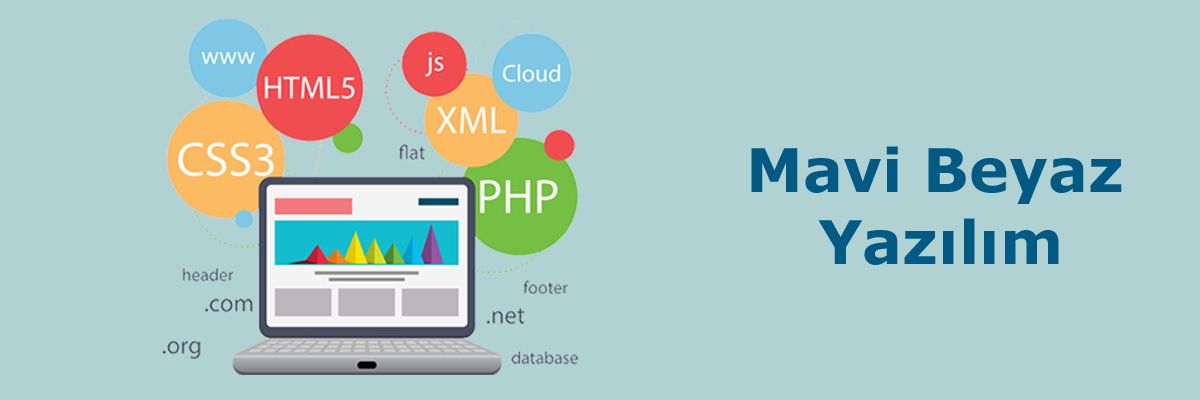 www
HTML5
CSS3
js
Cloud
XML
flat
PHP
header
.com
.org
footer
.net
database
Mavi Beyaz
Yazılım